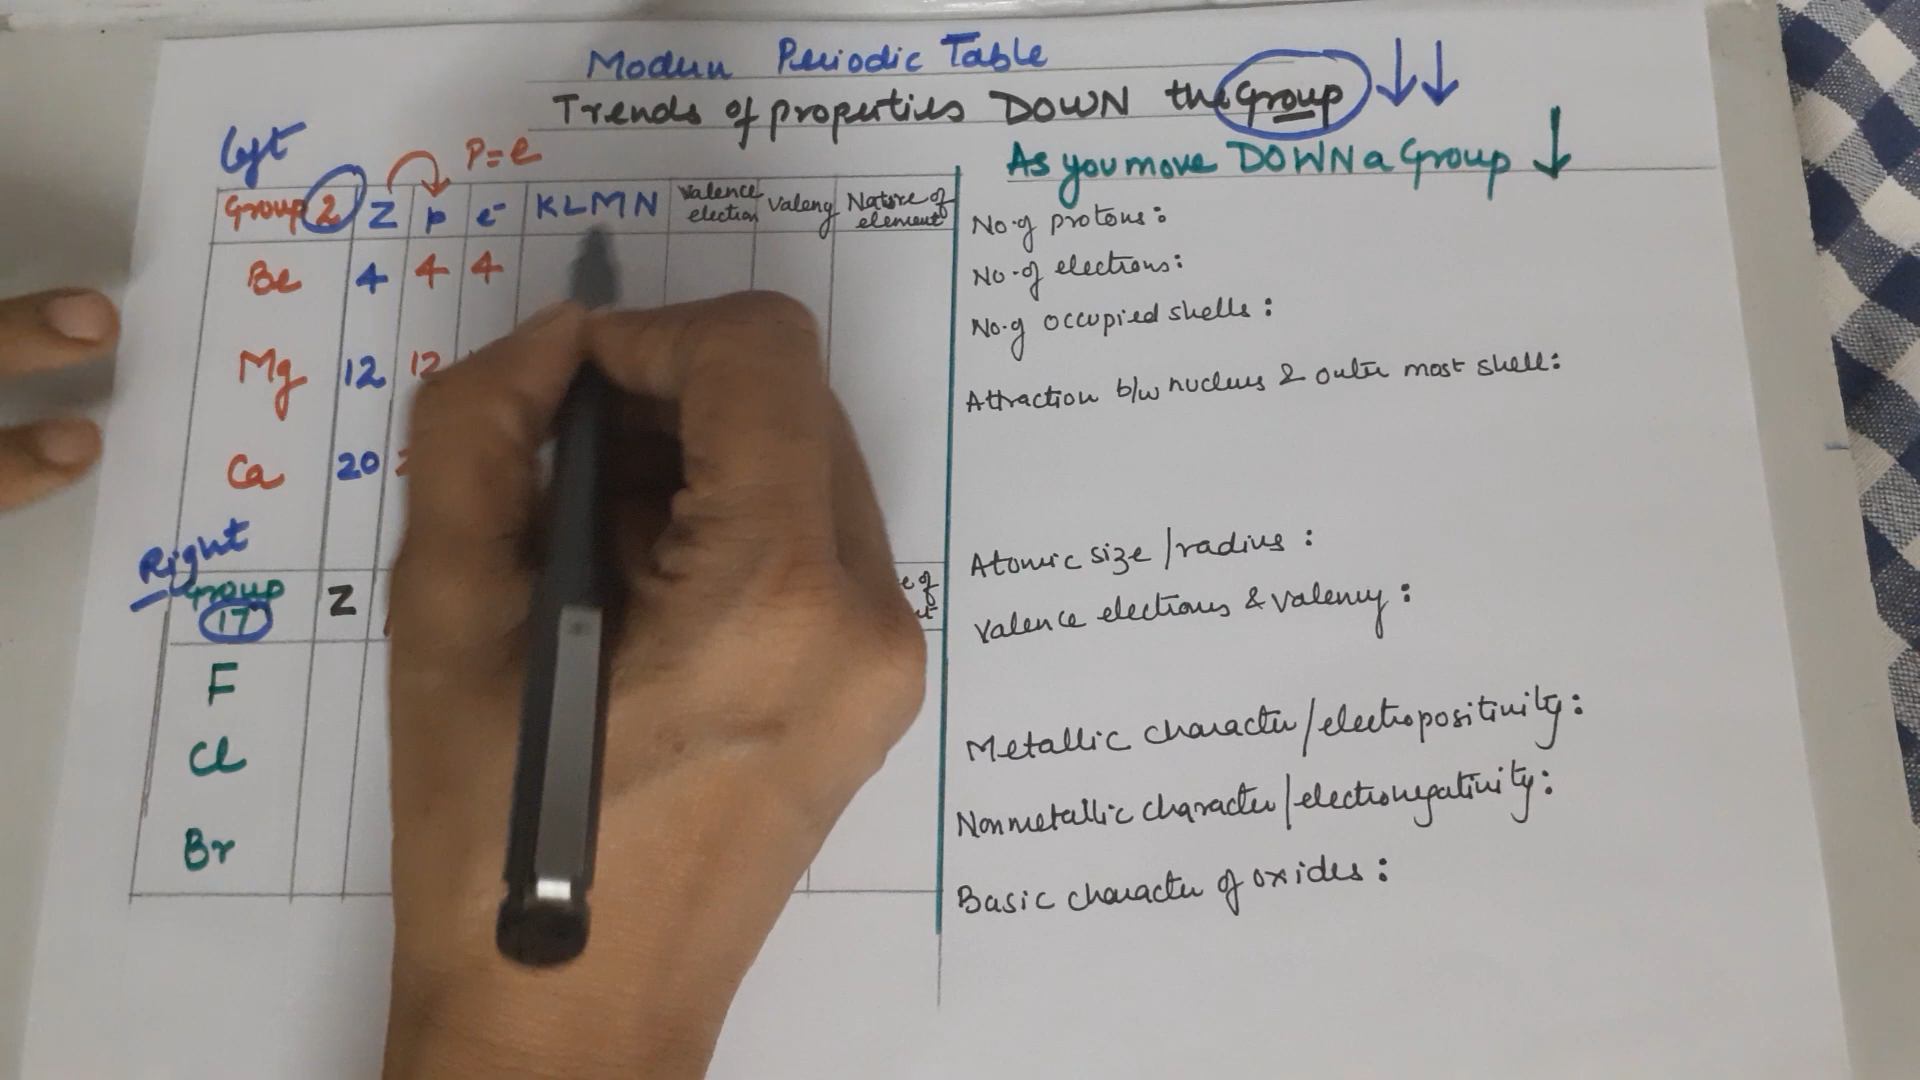 Modern Periodic Table
Trends of properties DOWN the Group
Left
P=e
As you move DOWN a Group
Group 2 Z p e⁻ K L M N Valence electron Valency Nature of element
Be 4 4 4
Mg 12 12
Ca 20
Right
Group 17 Z
F
Cl
Br
No. of protons:
No. of electrons:
No. of occupied shells:
Attraction b/w nucleus & outer most shell:
Atomic size/radius:
Valence electrons & valency:
Metallic character/electropositivity:
Nonmetallic character/electronegativity:
Basic character of oxides: